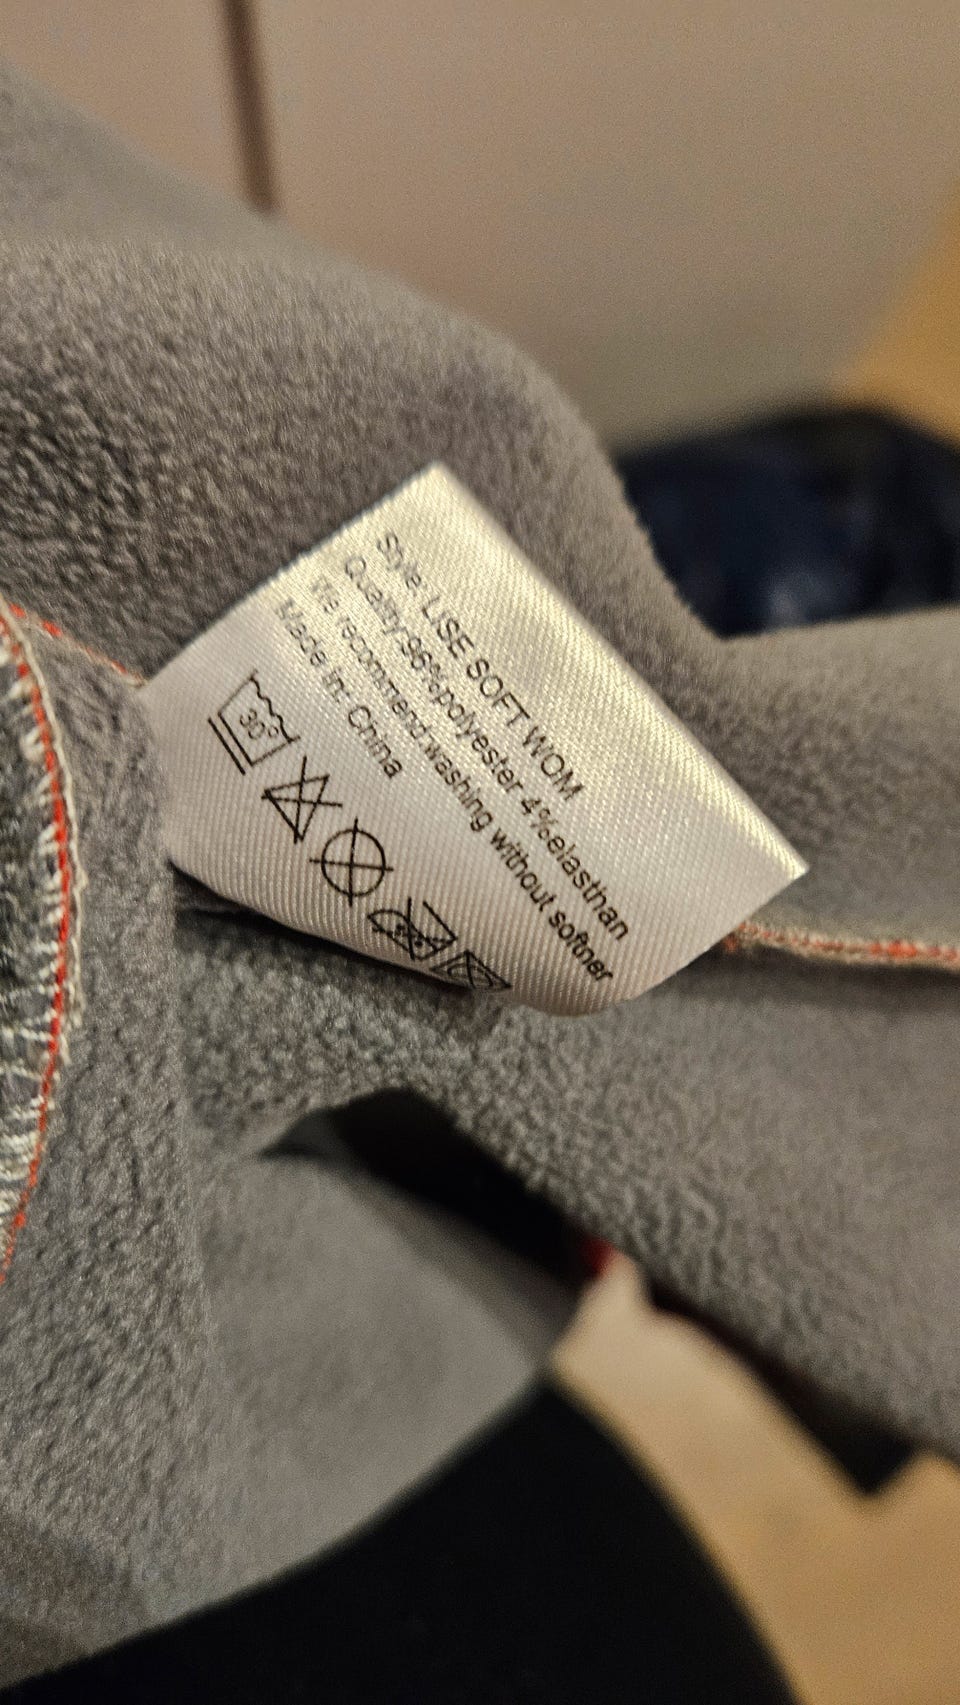 Style: LISE SOFT WOM
Quality:96%polyester 4%elasthan
We recommend washing without softner
Made in: China
30°